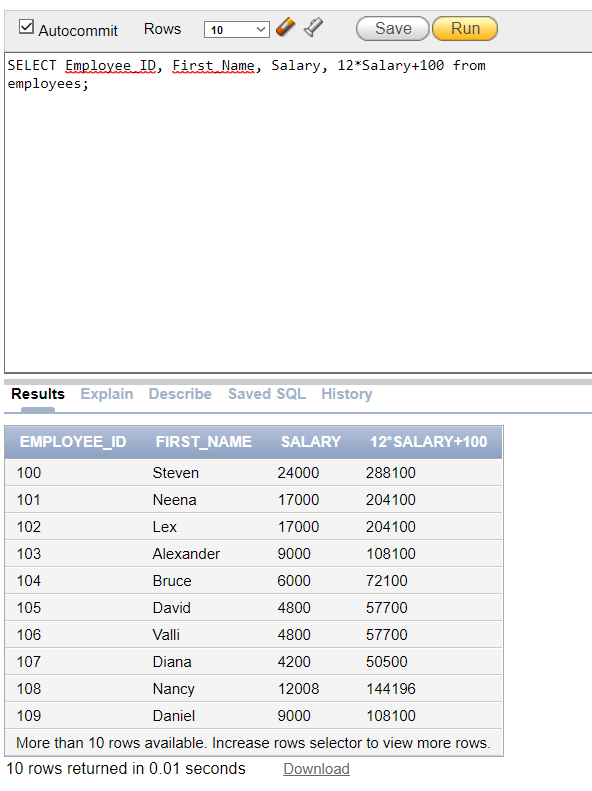 Autocommit Rows 10 Save Run
SELECT Employee_ID, First_Name, Salary, 12*Salary+100 from
employees;
Results Explain Describe Saved SQL History
EMPLOYEE_ID FIRST_NAME SALARY 12*SALARY+100
100 Steven 24000 288100
101 Neena 17000 204100
102 Lex 17000 204100
103 Alexander 9000 108100
104 Bruce 6000 72100
105 David 4800 57700
106 Valli 4800 57700
107 Diana 4200 50500
108 Nancy 12008 144196
109 Daniel 9000 108100
More than 10 rows available. Increase rows selector to view more rows.
10 rows returned in 0.01 seconds Download